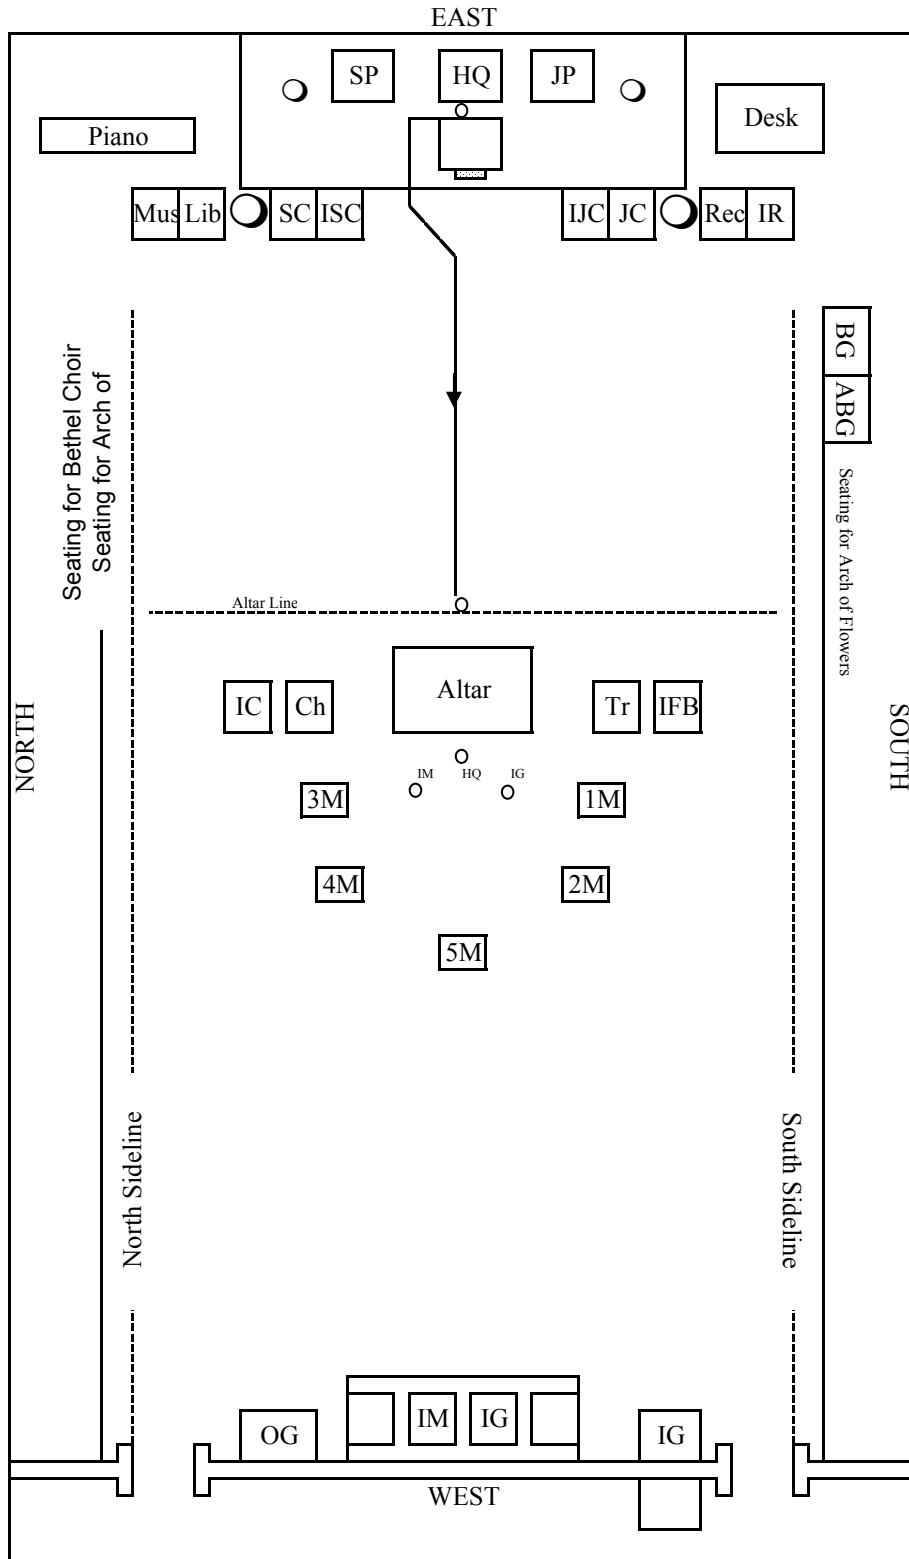 EAST
SP
HQ
JP
Piano
Desk
Mus
Lib
SC
ISC
IJC
JC
Rec
IR
BG
ABG
Seating for Bethel Choir
Seating for Arch of
Seating for Arch of Flowers
Altar Line
NORTH
SOUTH
IC
Ch
Altar
Tr
IFB
IM
HQ
IG
3M
1M
4M
2M
5M
North Sideline
South Sideline
OG
IM
IG
IG
WEST